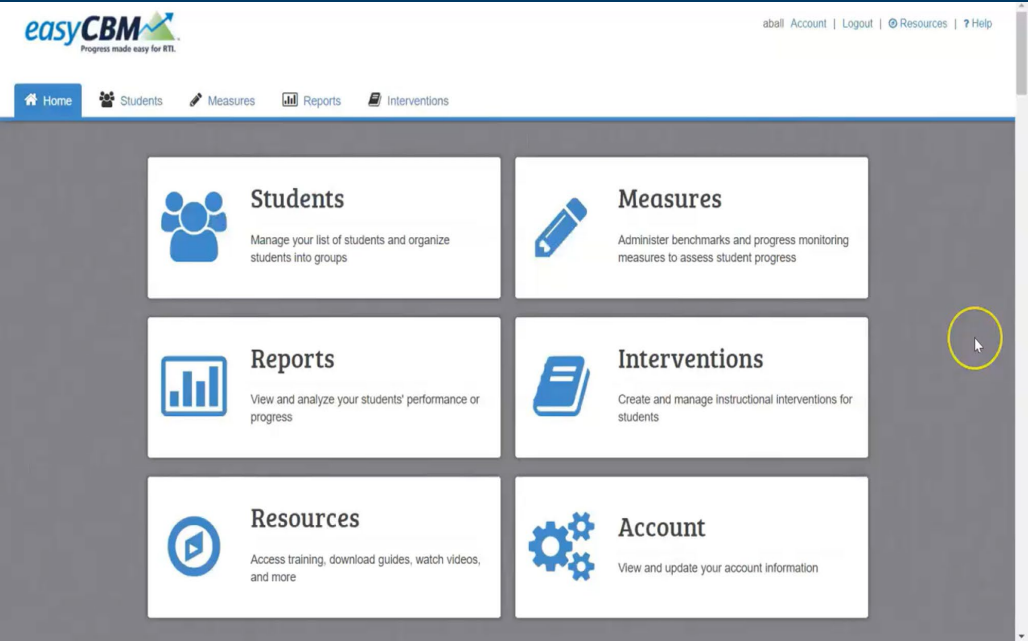 easyCBM
Progress made easy for RTI.
aball Account | Logout | Resources | ? Help
Home Students Measures Reports Interventions
Students
Manage your list of students and organize
students into groups
Measures
Administer benchmarks and progress monitoring
measures to assess student progress
Reports
View and analyze your students' performance or
progress
Interventions
Create and manage instructional interventions for
students
Resources
Access training, download guides, watch videos,
and more
Account
View and update your account information